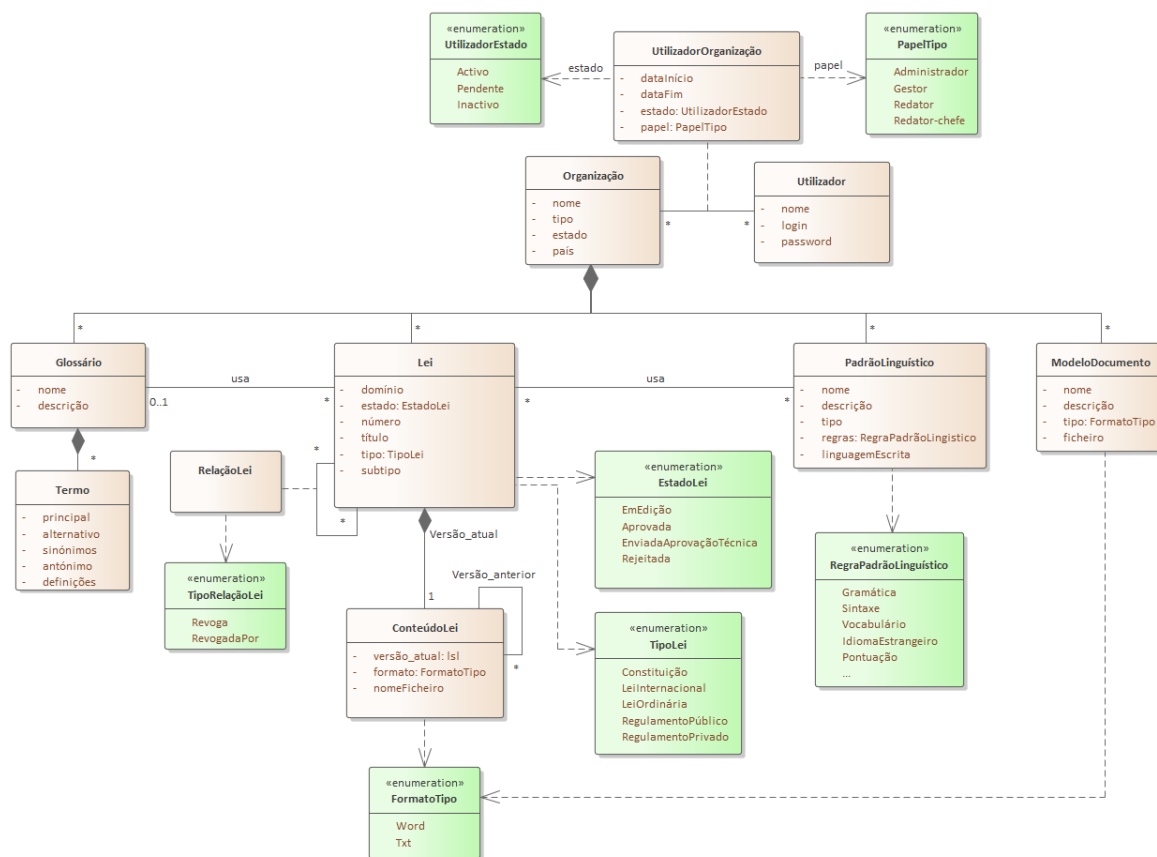 «enumeration»
UtilizadorEstado
- Activo
- Pendente
- Inactivo
estado
UtilizadorOrganização
- dataInício
- dataFim
- estado: UtilizadorEstado
- papel: PapelTipo
papel
«enumeration»
PapelTipo
Administrador
Gestor
Redator
Redator-chefe
Organização
- nome
- tipo
- estado
- país
*
*
Utilizador
- nome
- login
- password
*
*
*
*
Glossário
- nome
- descrição
usa
0..1
*
Lei
- domínio
- estado: EstadoLei
- número
- título
- tipo: TipoLei
- subtipo
usa
*
*
PadrãoLinguístico
- nome
- descrição
- tipo
- regras: RegraPadrãoLingistico
- linguagemEscrita
ModeloDocumento
- nome
- descrição
- tipo: FormatoTipo
- ficheiro
*
Termo
- principal
- alternativo
- sinónimos
- antónimo
- definições
RelaçãoLei
*
*
«enumeration»
TipoRelaçãoLei
Revoga
RevogadaPor
«enumeration»
EstadoLei
EmEdição
Aprovada
EnviadaAprovaçãoTécnica
Rejeitada
Versão_atual
1
Versão_anterior
*
ConteúdoLei
- versão_atual: lsl
- formato: FormatoTipo
- nomeFicheiro
«enumeration»
TipoLei
Constituição
LeiInternacional
LeiOrdinária
RegulamentoPúblico
RegulamentoPrivado
«enumeration»
RegraPadrãoLinguístico
Gramática
Sintaxe
Vocabulário
IdiomaEstrangeiro
Pontuação
...
«enumeration»
FormatoTipo
Word
Txt